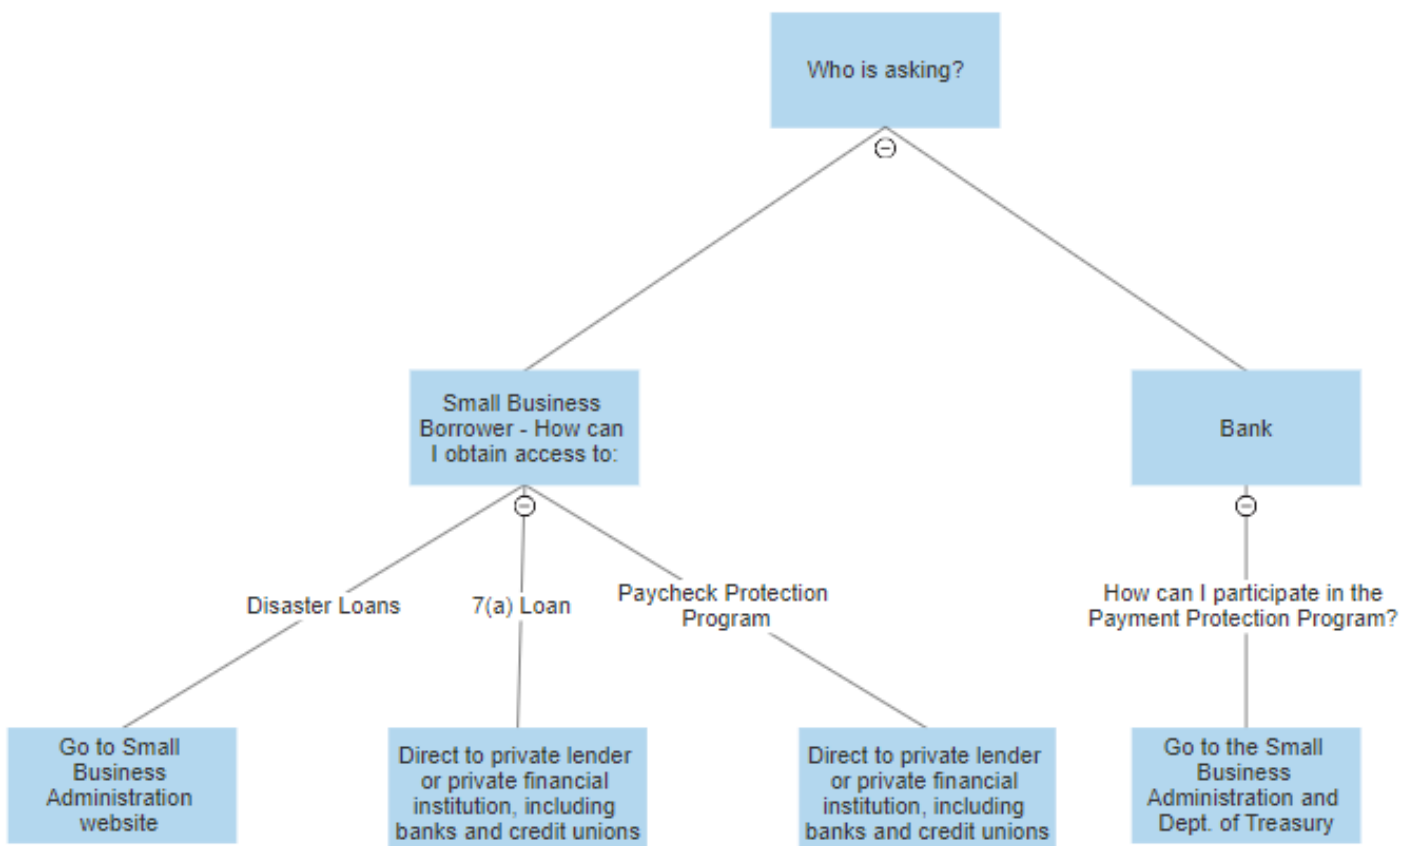 Who is asking?
Small Business
Borrower - How can
I obtain access to:
Bank
Disaster Loans
7(a) Loan
Paycheck Protection
Program
How can I participate in the
Payment Protection Program?
Go to Small
Business
Administration
website
Direct to private lender
or private financial
institution, including
banks and credit unions
Direct to private lender
or private financial
institution, including
banks and credit unions
Go to the Small
Business
Administration and
Dept. of Treasury